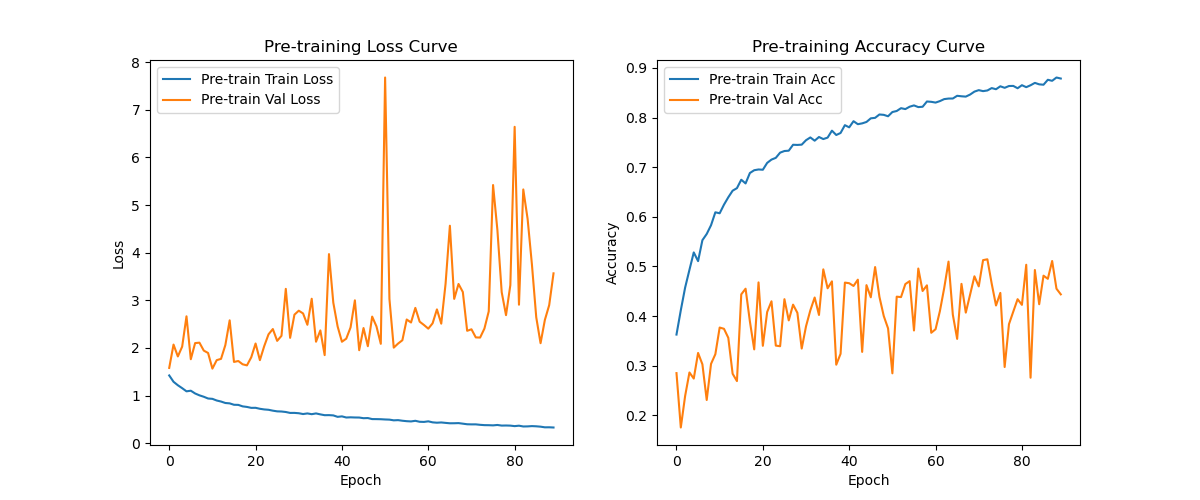 Pre-training Loss Curve
Pre-train Train Loss
Pre-train Val Loss
8
7
6
5
4
3
2
1
0
Loss
0 20 40 60 80
Epoch
Pre-training Accuracy Curve
Pre-train Train Acc
Pre-train Val Acc
0.9
0.8
0.7
0.6
0.5
0.4
0.3
0.2
Accuracy
0 20 40 60 80
Epoch